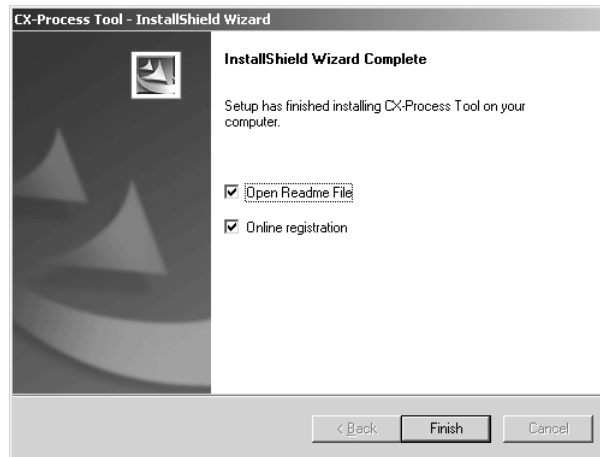 CX-Process Tool - InstallShield Wizard
InstallShield Wizard Complete
Setup has finished installing CX-Process Tool on your
computer.
Open Readme File
Online registration
< Back
Finish
Cancel